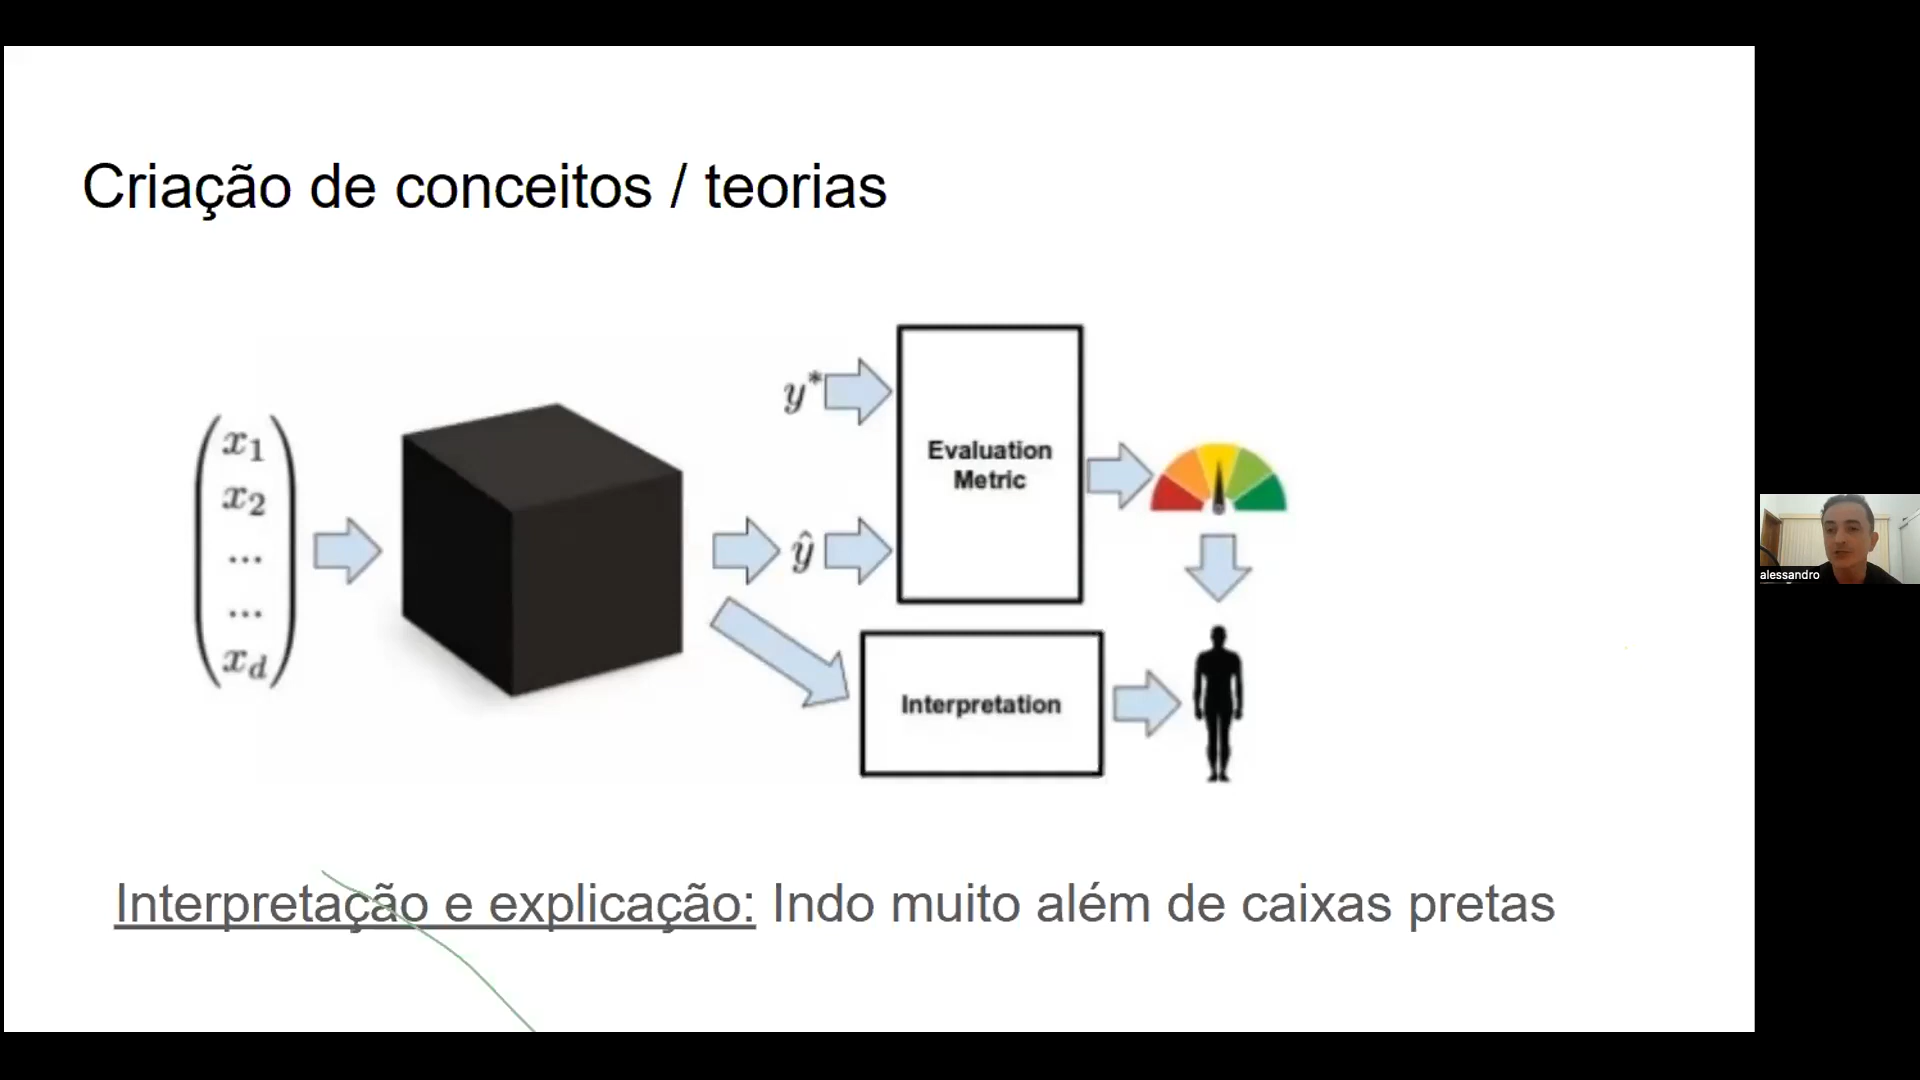 Criação de conceitos / teorias
x1
x2
...
...
xd
y*
ŷ
Evaluation
Metric
Interpretation
Interpretação e explicação: Indo muito além de caixas pretas
alessandro